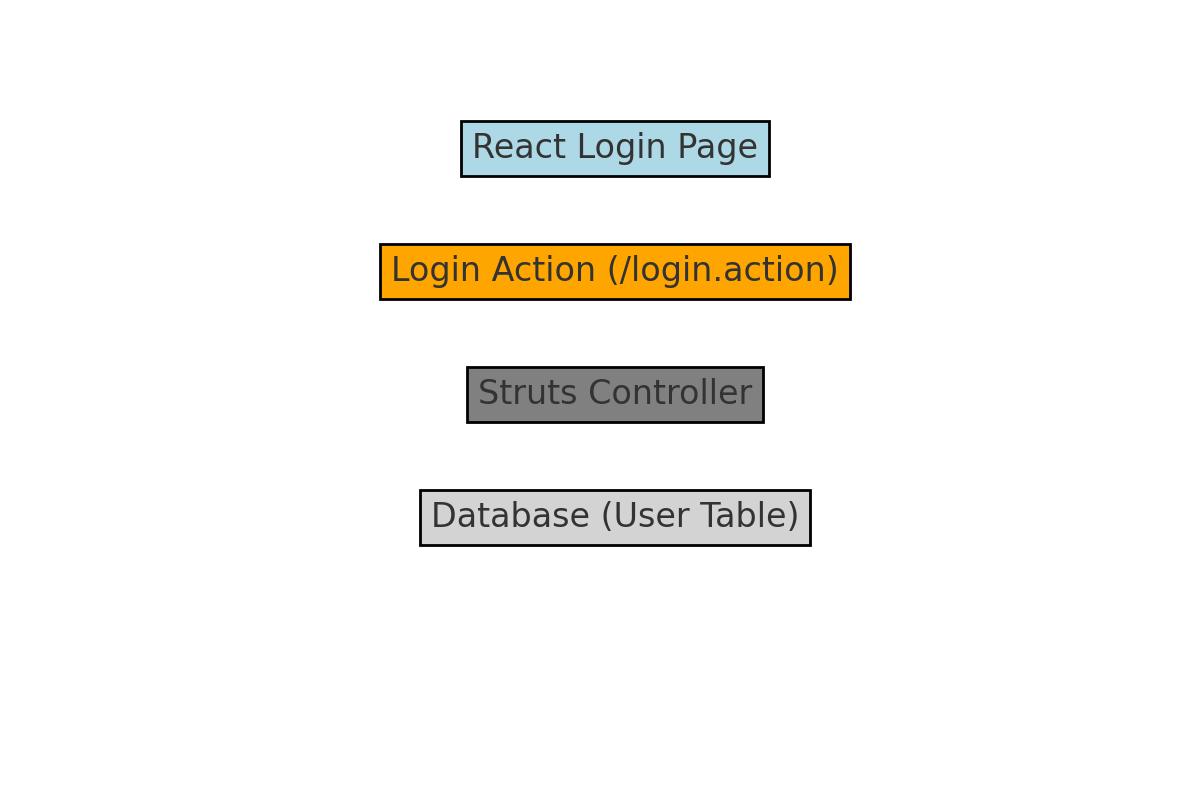 React Login Page
Login Action (/login.action)
Struts Controller
Database (User Table)